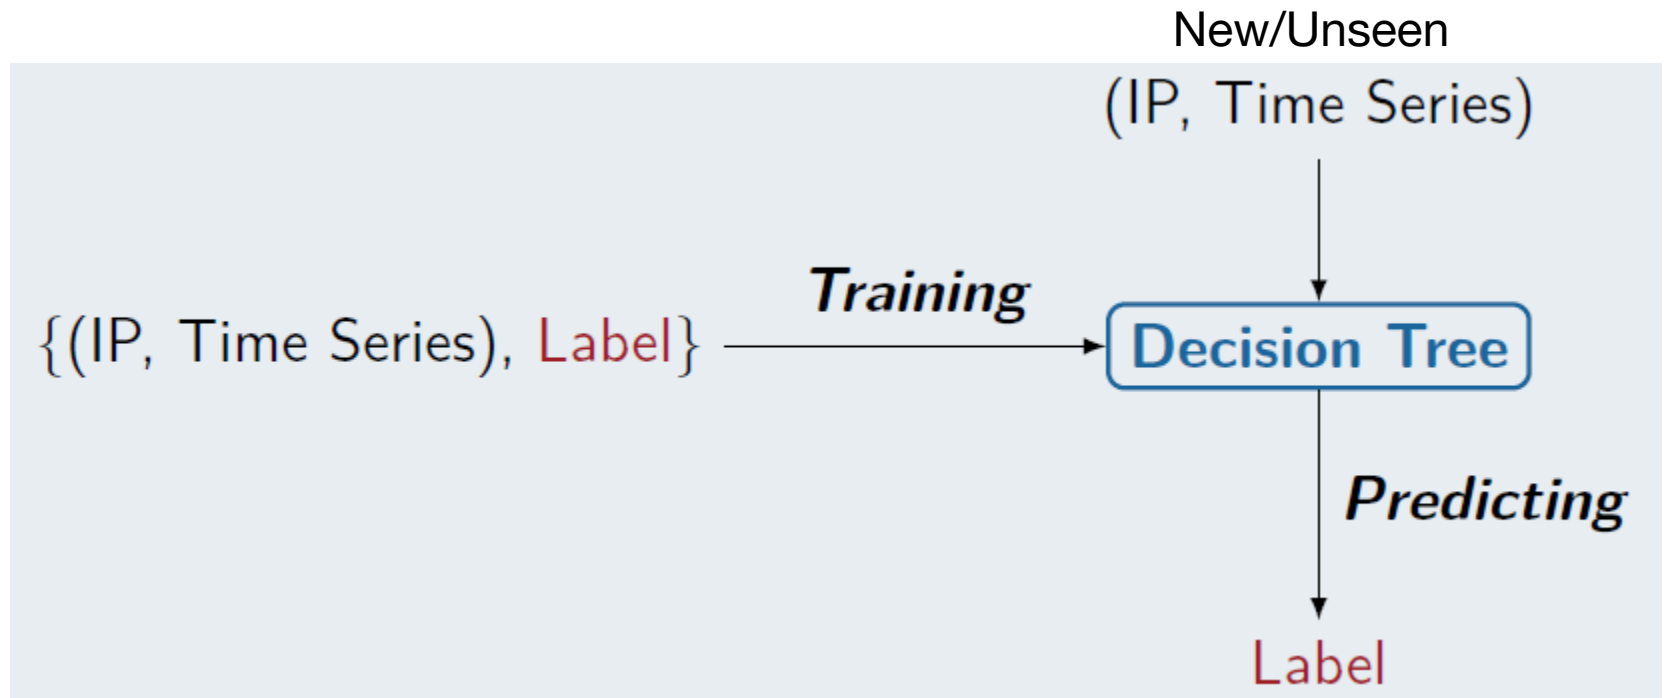 New/Unseen
(IP, Time Series)
Training
{(IP, Time Series), Label}
Decision Tree
Predicting
Label